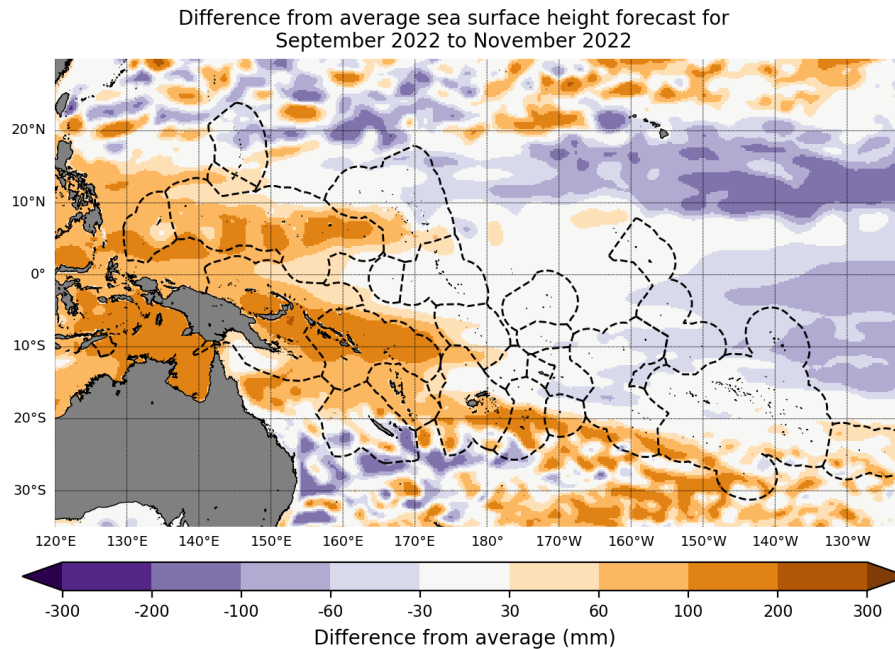 Difference from average sea surface height forecast for
September 2022 to November 2022
20°N
10°N
0°
10°S
20°S
30°S
120°E 130°E 140°E 150°E 160°E 170°E 180° 170°W 160°W 150°W 140°W 130°W
-300 -200 -100 -60 -30 30 60 100 200 300
Difference from average (mm)